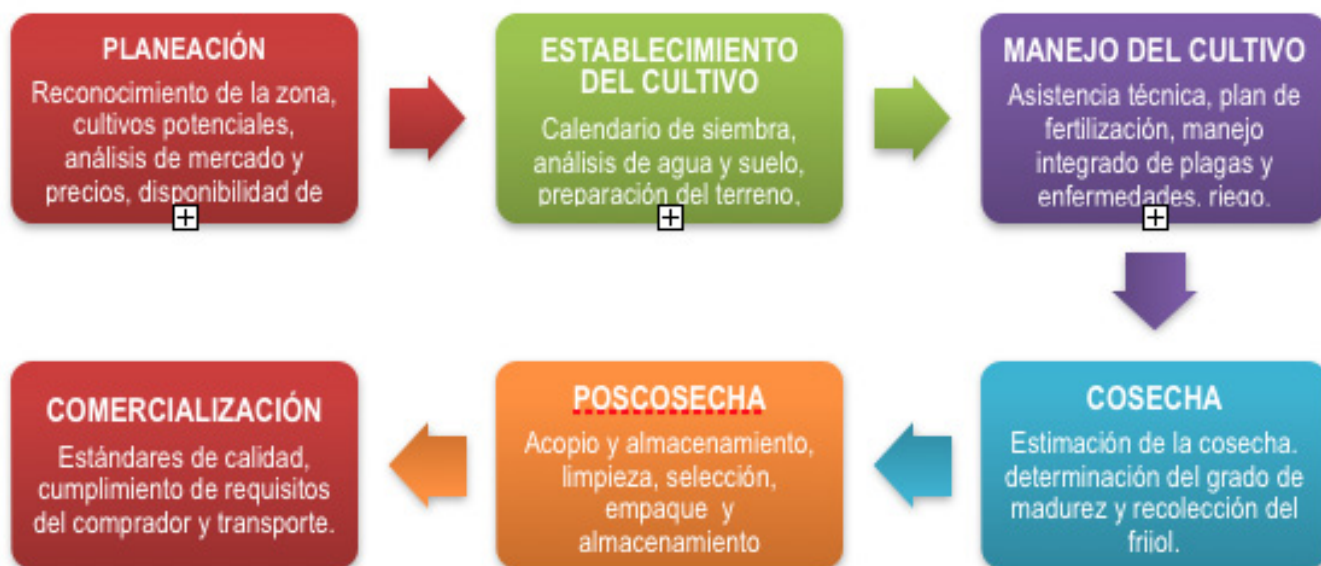 PLANEACIÓN
Reconocimiento de la zona,
cultivos potenciales,
análisis de mercado y
precios, disponibilidad de
ESTABLECIMIENTO
DEL CULTIVO
Calendario de siembra,
análisis de agua y suelo,
preparación del terreno,
MANEJO DEL CULTIVO
Asistencia técnica, plan de
fertilización, manejo
integrado de plagas y
enfermedades, riego,
COSECHA
Estimación de la cosecha.
determinación del grado de
madurez y recolección del
frijol.
POSCOSECHA
Acopio y almacenamiento,
limpieza, selección,
empaque y
almacenamiento
COMERCIALIZACIÓN
Estándares de calidad,
cumplimiento de requisitos
del comprador y transporte.